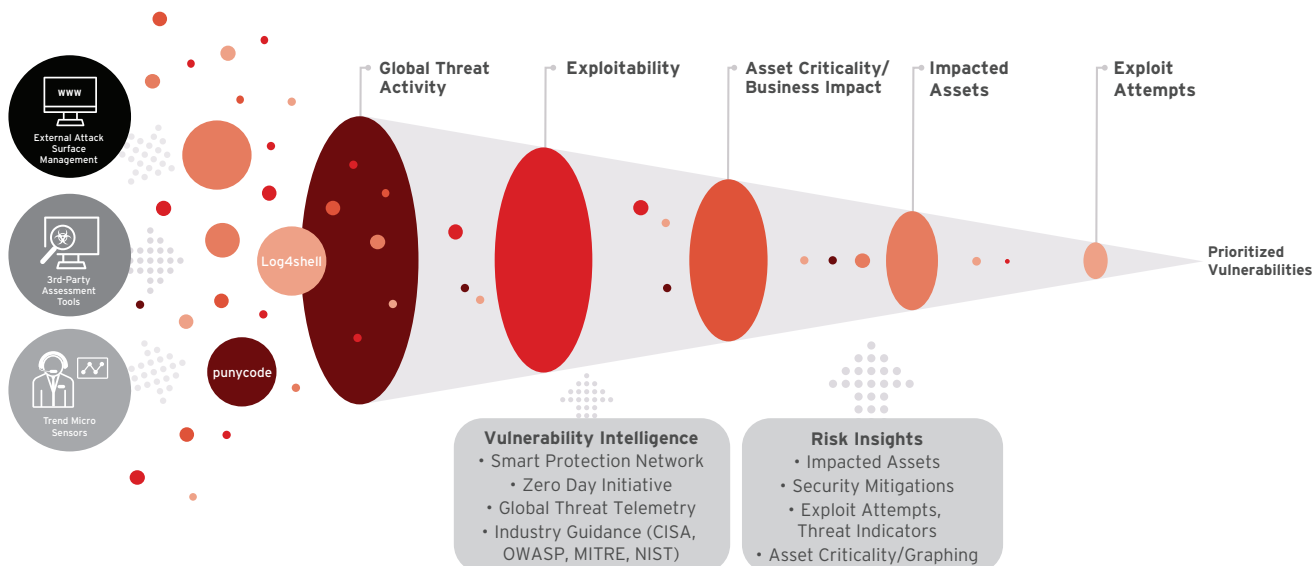 www
External Attack
Surface
Management
3rd-Party
Assessment
Tools
Trend Micro
Sensors
Log4shell
punycode
Global Threat
Activity
Exploitability
Asset Criticality/
Business Impact
Impacted
Assets
Exploit
Attempts
Prioritized
Vulnerabilities
Vulnerability Intelligence
• Smart Protection Network
• Zero Day Initiative
• Global Threat Telemetry
• Industry Guidance (CISA,
OWASP, MITRE, NIST)
Risk Insights
• Impacted Assets
• Security Mitigations
• Exploit Attempts,
Threat Indicators
• Asset Criticality/Graphing